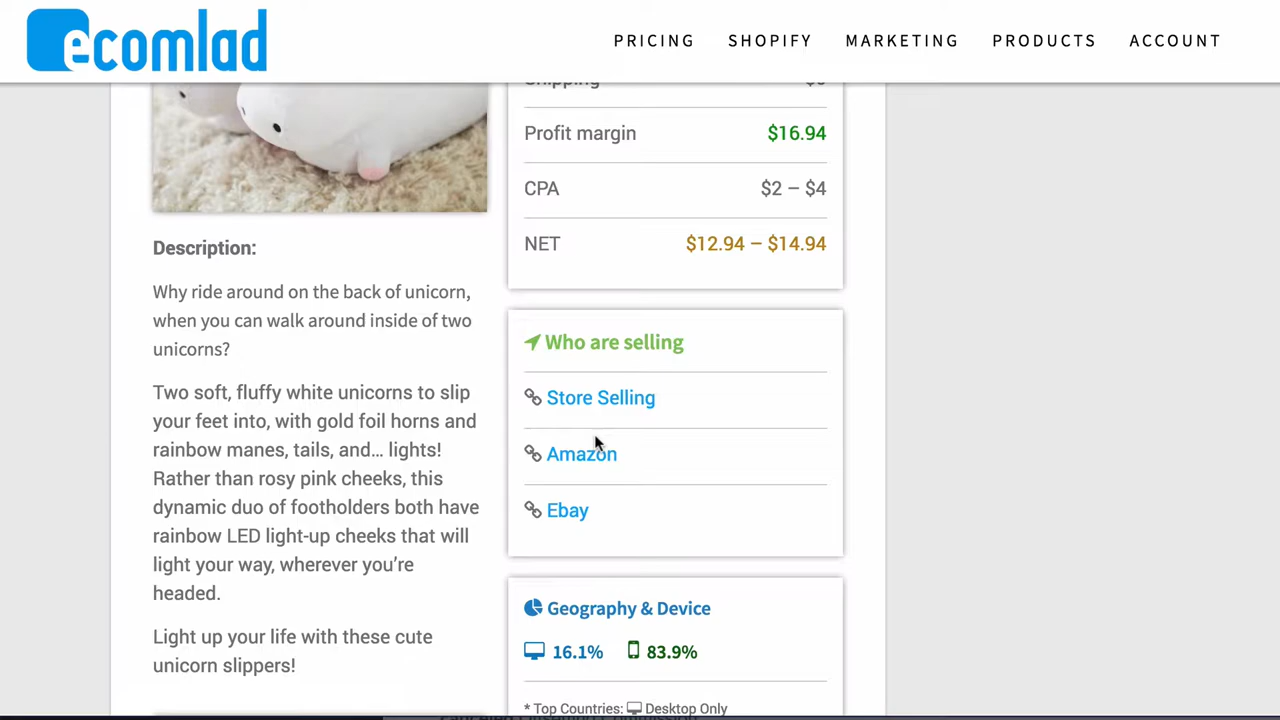 ecomlad
PRICING SHOPIFY MARKETING PRODUCTS ACCOUNT
Shipping $0
Profit margin $16.94
CPA $2 – $4
NET $12.94 – $14.94
Description:
Why ride around on the back of unicorn,
when you can walk around inside of two
unicorns?
Two soft, fluffy white unicorns to slip
your feet into, with gold foil horns and
rainbow manes, tails, and… lights!
Rather than rosy pink cheeks, this
dynamic duo of footholders both have
rainbow LED light-up cheeks that will
light your way, wherever you’re
headed.
Light up your life with these cute
unicorn slippers!
Who are selling
Store Selling
Amazon
Ebay
Geography & Device
16.1% 83.9%
* Top Countries: Desktop Only